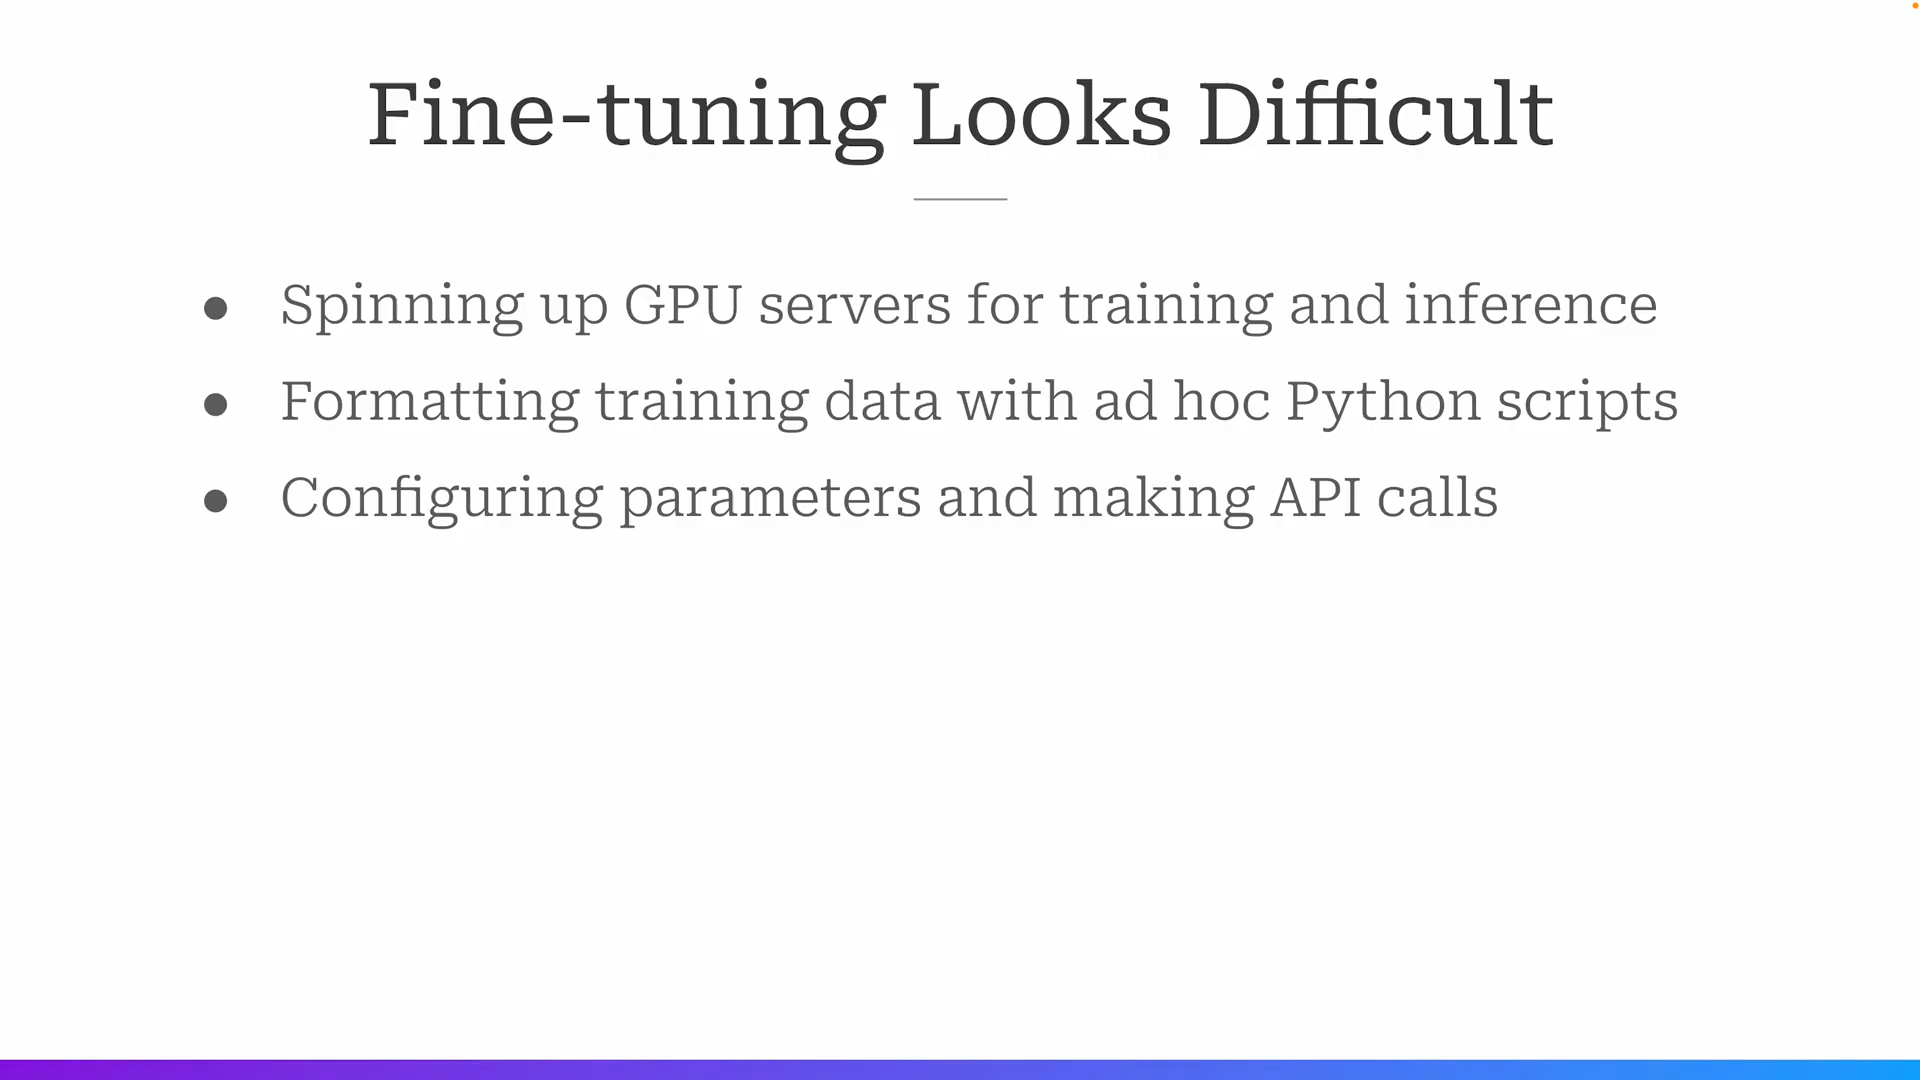 Fine-tuning Looks Difficult
● Spinning up GPU servers for training and inference
● Formatting training data with ad hoc Python scripts
● Configuring parameters and making API calls